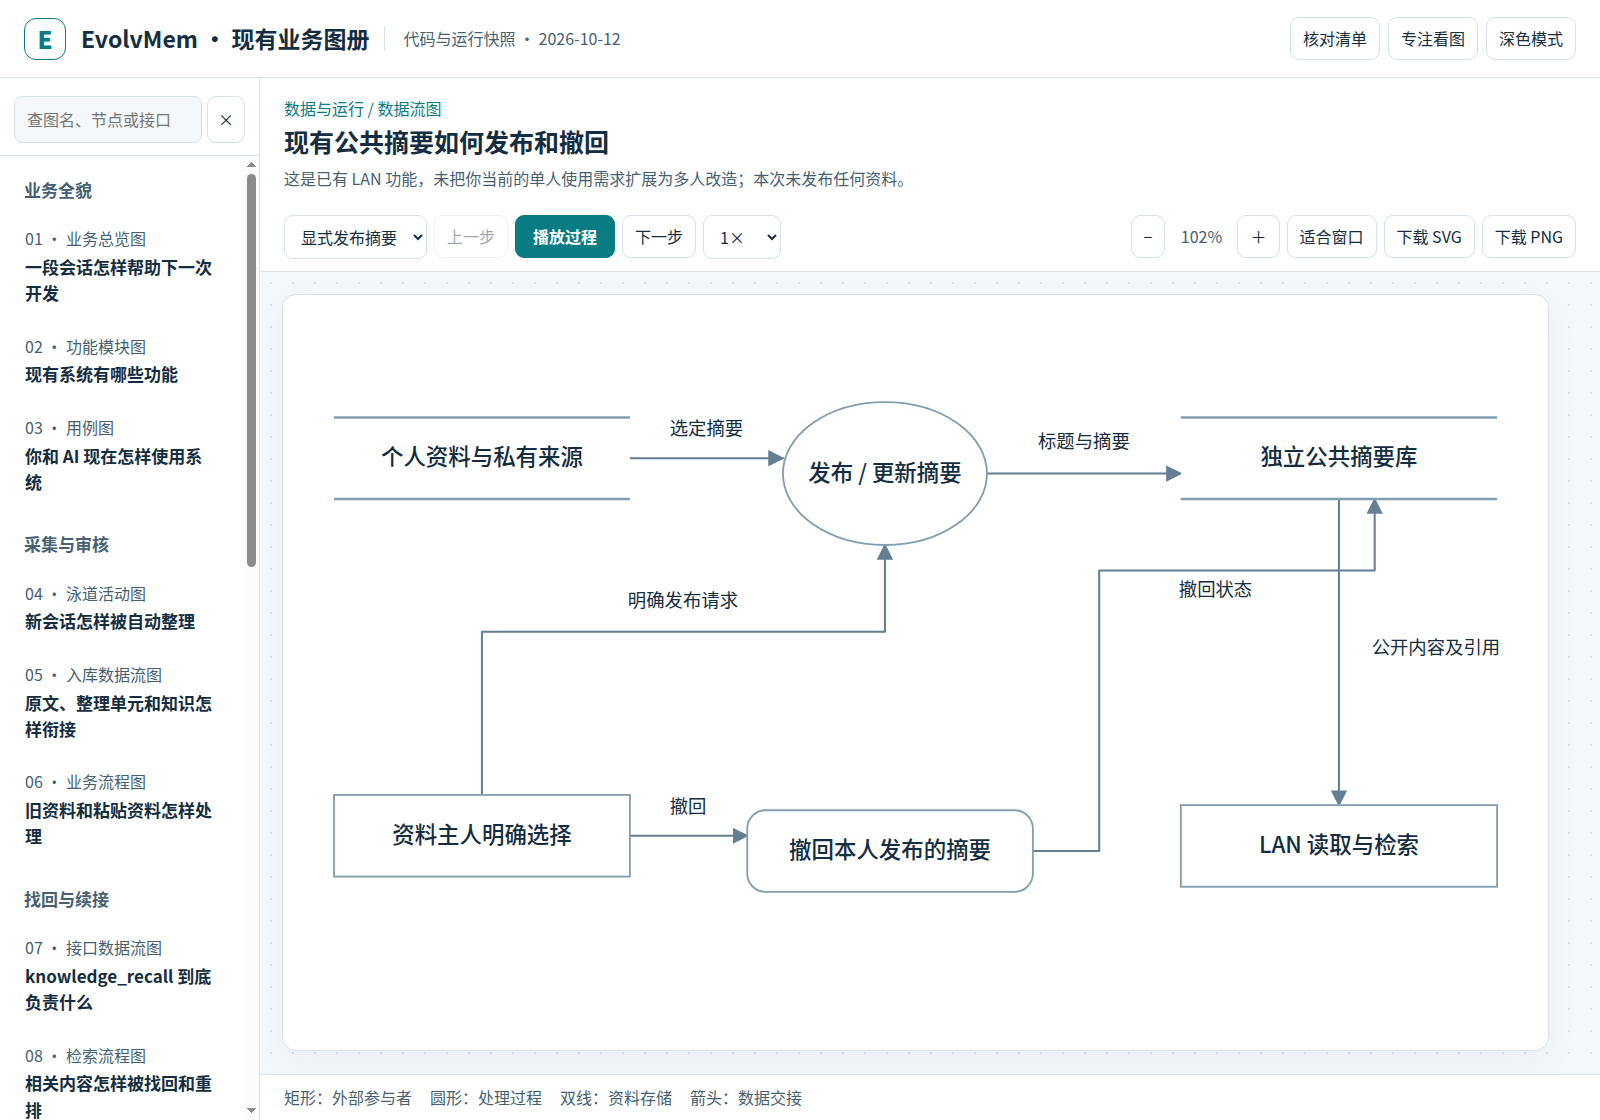 E
EvolvMem · 现有业务图册
代码与运行快照 · 2026-10-12
核对清单
专注看图
深色模式
查图名、节点或接口
×
业务全貌
01 · 业务总览图
一段会话怎样帮助下一次
开发
02 · 功能模块图
现有系统有哪些功能
03 · 用例图
你和 AI 现在怎样使用系
统
采集与审核
04 · 泳道活动图
新会话怎样被自动整理
05 · 入库数据流图
原文、整理单元和知识怎
样衔接
06 · 业务流程图
旧资料和粘贴资料怎样处
理
找回与续接
07 · 接口数据流图
knowledge_recall 到底
负责什么
08 · 检索流程图
相关内容怎样被找回和重
排
数据与运行 / 数据流图
现有公共摘要如何发布和撤回
这是已有 LAN 功能，未把你当前的单人使用需求扩展为多人改造；本次未发布任何资料。
显式发布摘要
上一步
播放过程
下一步
1×
−
102%
+
适合窗口
下载 SVG
下载 PNG
个人资料与私有来源
选定摘要
发布 / 更新摘要
标题与摘要
独立公共摘要库
明确发布请求
撤回状态
公开内容及引用
资料主人明确选择
撤回
撤回本人发布的摘要
LAN 读取与检索
矩形：外部参与者
圆形：处理过程
双线：资料存储
箭头：数据交接